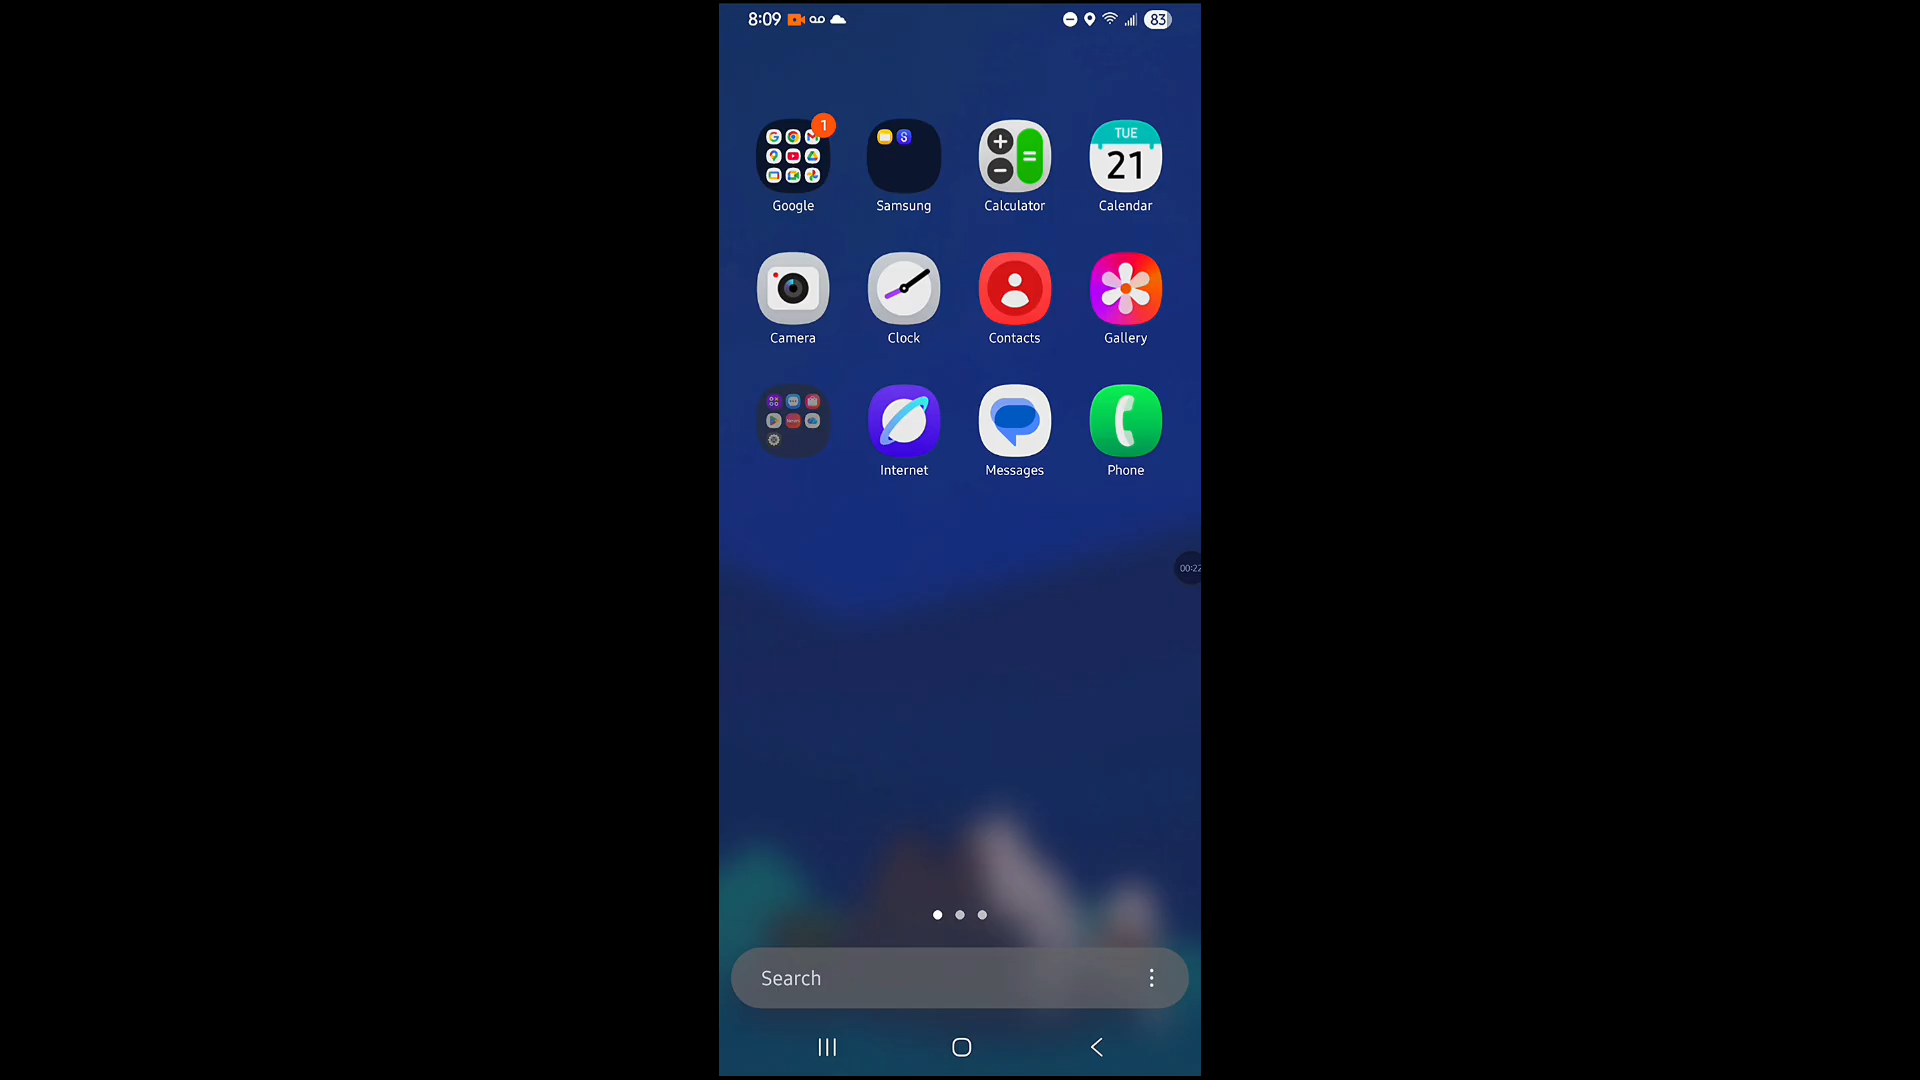 8:09
83
1
TUE
21
Google
Samsung
Calculator
Calendar
Camera
Clock
Contacts
Gallery
Internet
Messages
Phone
00:22
Search